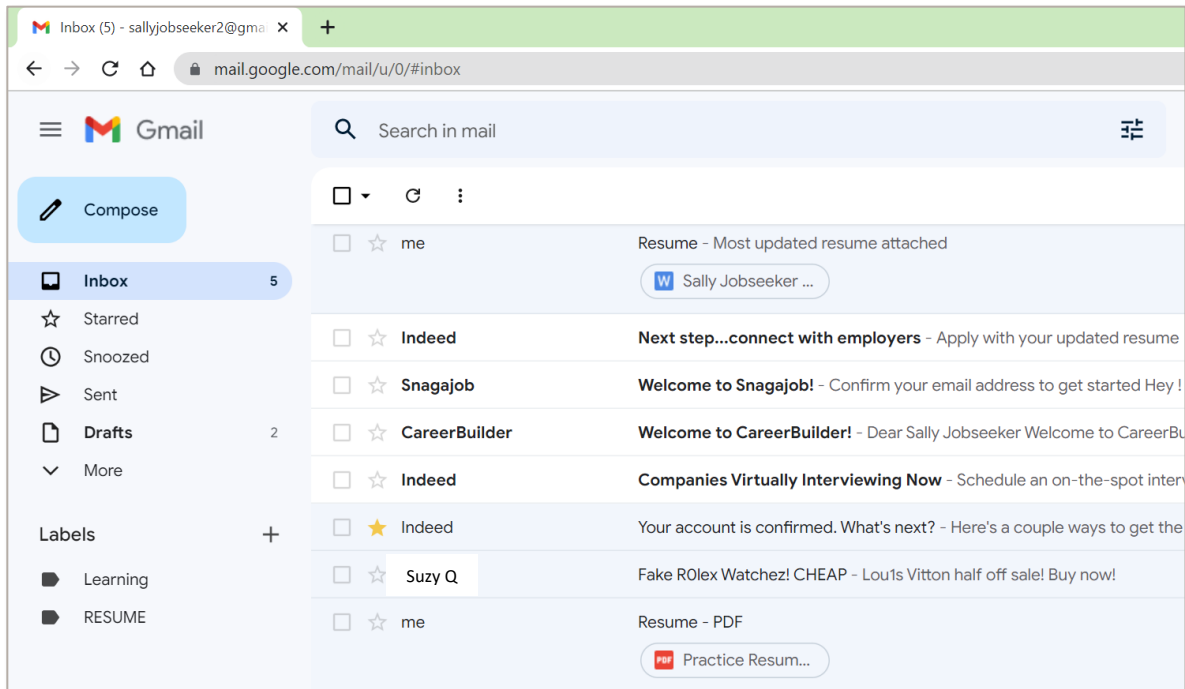 Inbox (5) - sallyjobseeker2@gma
mail.google.com/mail/u/0/#inbox
Gmail
Search in mail
Compose
Inbox 5
Starred
Snoozed
Sent
Drafts 2
More
Labels
Learning
RESUME
me Resume - Most updated resume attached
W Sally Jobseeker ...
Indeed Next step...connect with employers - Apply with your updated resume
Snagajob Welcome to Snagajob! - Confirm your email address to get started Hey !
CareerBuilder Welcome to CareerBuilder! - Dear Sally Jobseeker Welcome to CareerBu
Indeed Companies Virtually Interviewing Now - Schedule an on-the-spot inter
Indeed Your account is confirmed. What's next? - Here's a couple ways to get the
Suzy Q Fake R0lex Watchez! CHEAP - Lou1s Vitton half off sale! Buy now!
me Resume - PDF
PDF Practice Resum...